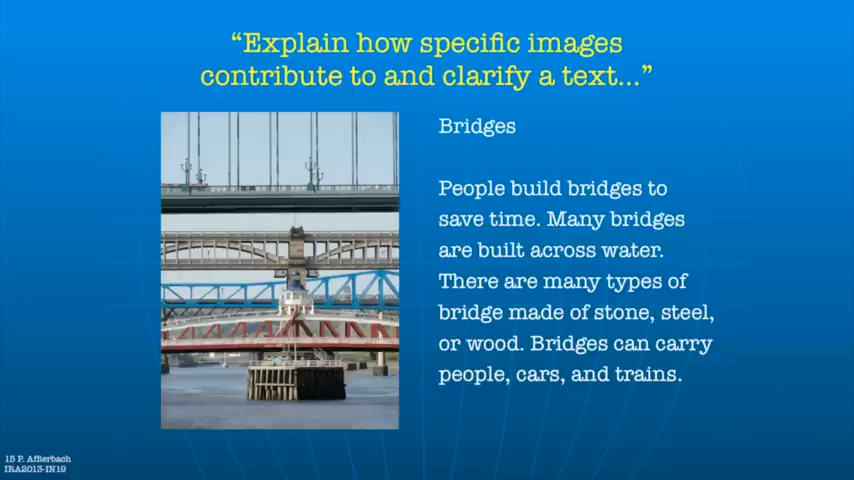 “Explain how specific images
contribute to and clarify a text...”
Bridges
People build bridges to
save time. Many bridges
are built across water.
There are many types of
bridge made of stone, steel,
or wood. Bridges can carry
people, cars, and trains.
15 P. Afflerbach
IRA2013-IN19